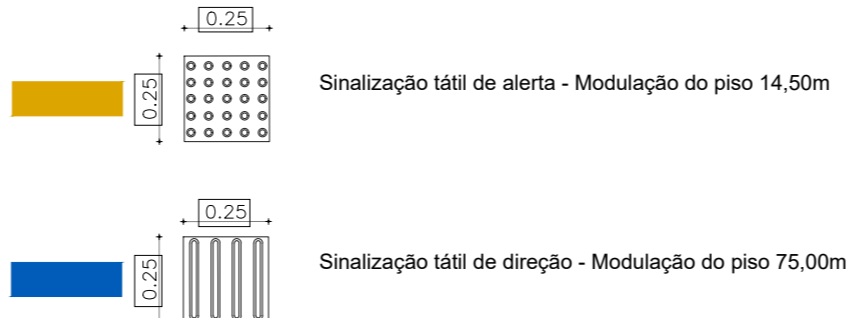 0.25
0.25
Sinalização tátil de alerta - Modulação do piso 14,50m
0.25
0.25
Sinalização tátil de direção - Modulação do piso 75,00m